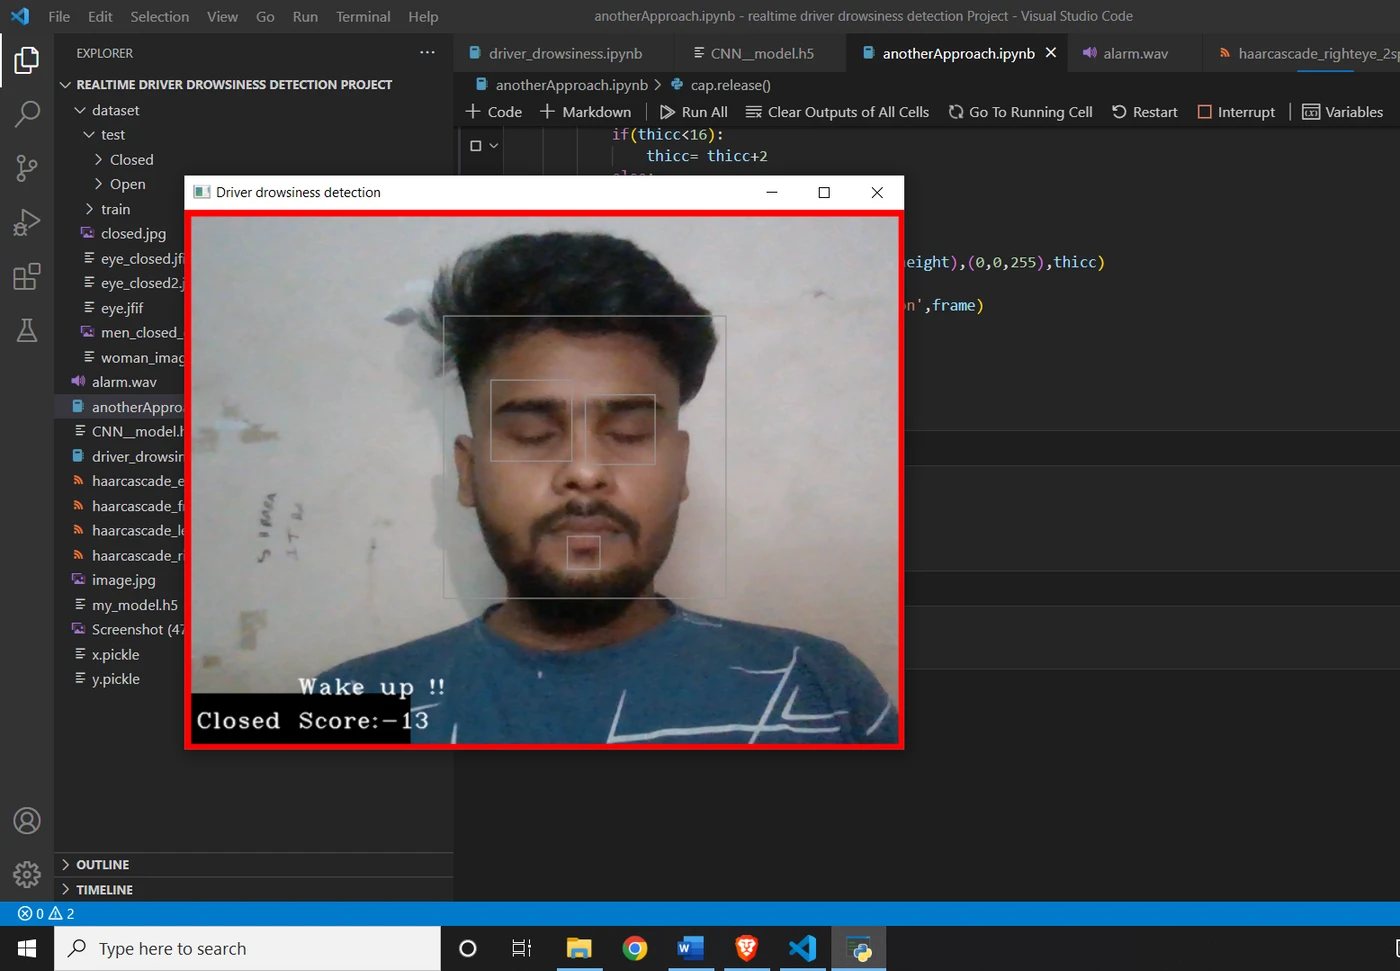 File Edit Selection View Go Run Terminal Help
anotherApproach.ipynb - realtime driver drowsiness detection Project - Visual Studio Code
EXPLORER
REALTIME DRIVER DROWSINESS DETECTION PROJECT
dataset
test
Closed
Open
train
closed.jpg
eye_closed.jfi
eye_closed2.j
eye.jfif
men_closed_
woman_imag
alarm.wav
anotherAppro
CNN__model.h
driver_drowsin
haarcascade_e
haarcascade_f
haarcascade_le
haarcascade_ri
image.jpg
my_model.h5
Screenshot (47
x.pickle
y.pickle
OUTLINE
TIMELINE
driver_drowsiness.ipynb
CNN__model.h5
anotherApproach.ipynb
alarm.wav
haarcascade_righteye_2sp
anotherApproach.ipynb > cap.release()
+ Code + Markdown Run All Clear Outputs of All Cells Go To Running Cell Restart Interrupt Variables
if(thicc<16):
thicc= thicc+2
eight),(0,0,255),thicc)
on',frame)
Driver drowsiness detection
Wake up !!
Closed Score:-13
0 2
Type here to search